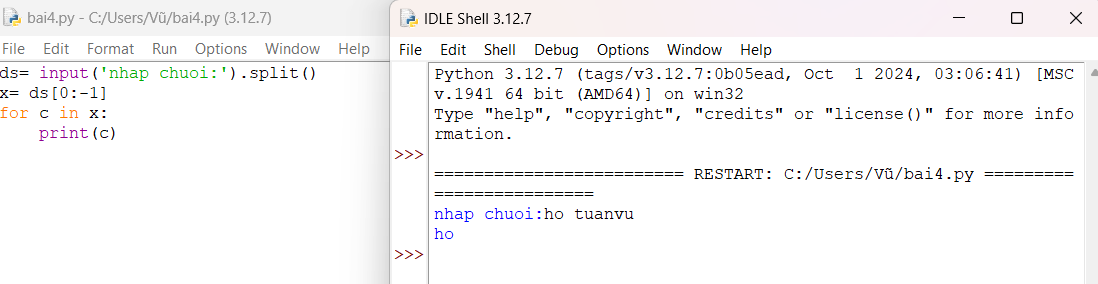 bai4.py - C:/Users/Vũ/bai4.py (3.12.7)
File Edit Format Run Options Window Help
ds= input('nhap chuoi:').split()
x= ds[0:-1]
for c in x:
    print(c)
IDLE Shell 3.12.7
File Edit Shell Debug Options Window Help
Python 3.12.7 (tags/v3.12.7:0b05ead, Oct  1 2024, 03:06:41) [MSC
v.1941 64 bit (AMD64)] on win32
Type "help", "copyright", "credits" or "license()" for more info
rmation.
>>>
========================= RESTART: C:/Users/Vũ/bai4.py =========
================
nhap chuoi:ho tuanvu
ho
>>>